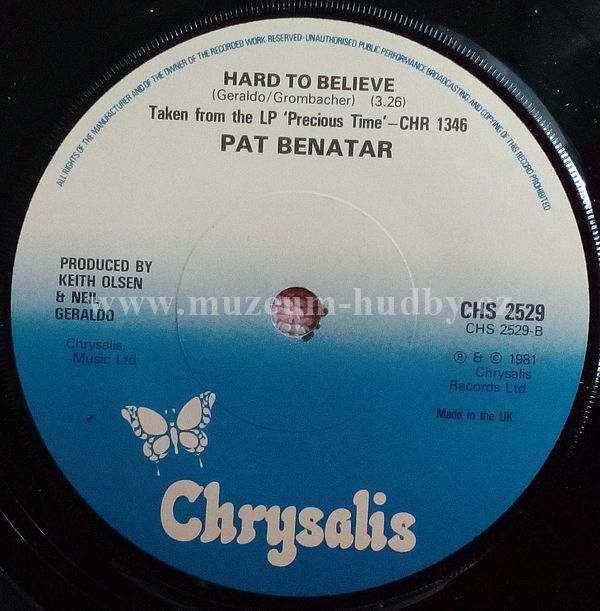 ALL RIGHTS OF THE MANUFACTURER AND OF THE OWNER OF THE RECORDED WORK RESERVED · UNAUTHORISED PUBLIC PERFORMANCE BROADCASTING AND COPYING OF THIS RECORD PROHIBITED
HARD TO BELIEVE
(Geraldo/Grombacher) (3.26)
Taken from the LP 'Precious Time'–CHR 1346
PAT BENATAR
PRODUCED BY
KEITH OLSEN
& NEIL
GERALDO
Chrysalis
Music Ltd
www.muzeum-hudby.cz
CHS 2529
CHS 2529-B
℗ & © 1981
Chrysalis
Records Ltd
Made in the UK
Chrysalis